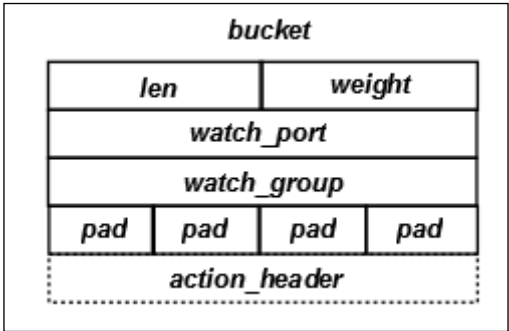 bucket
len weight
watch_port
watch_group
pad pad pad pad
action_header